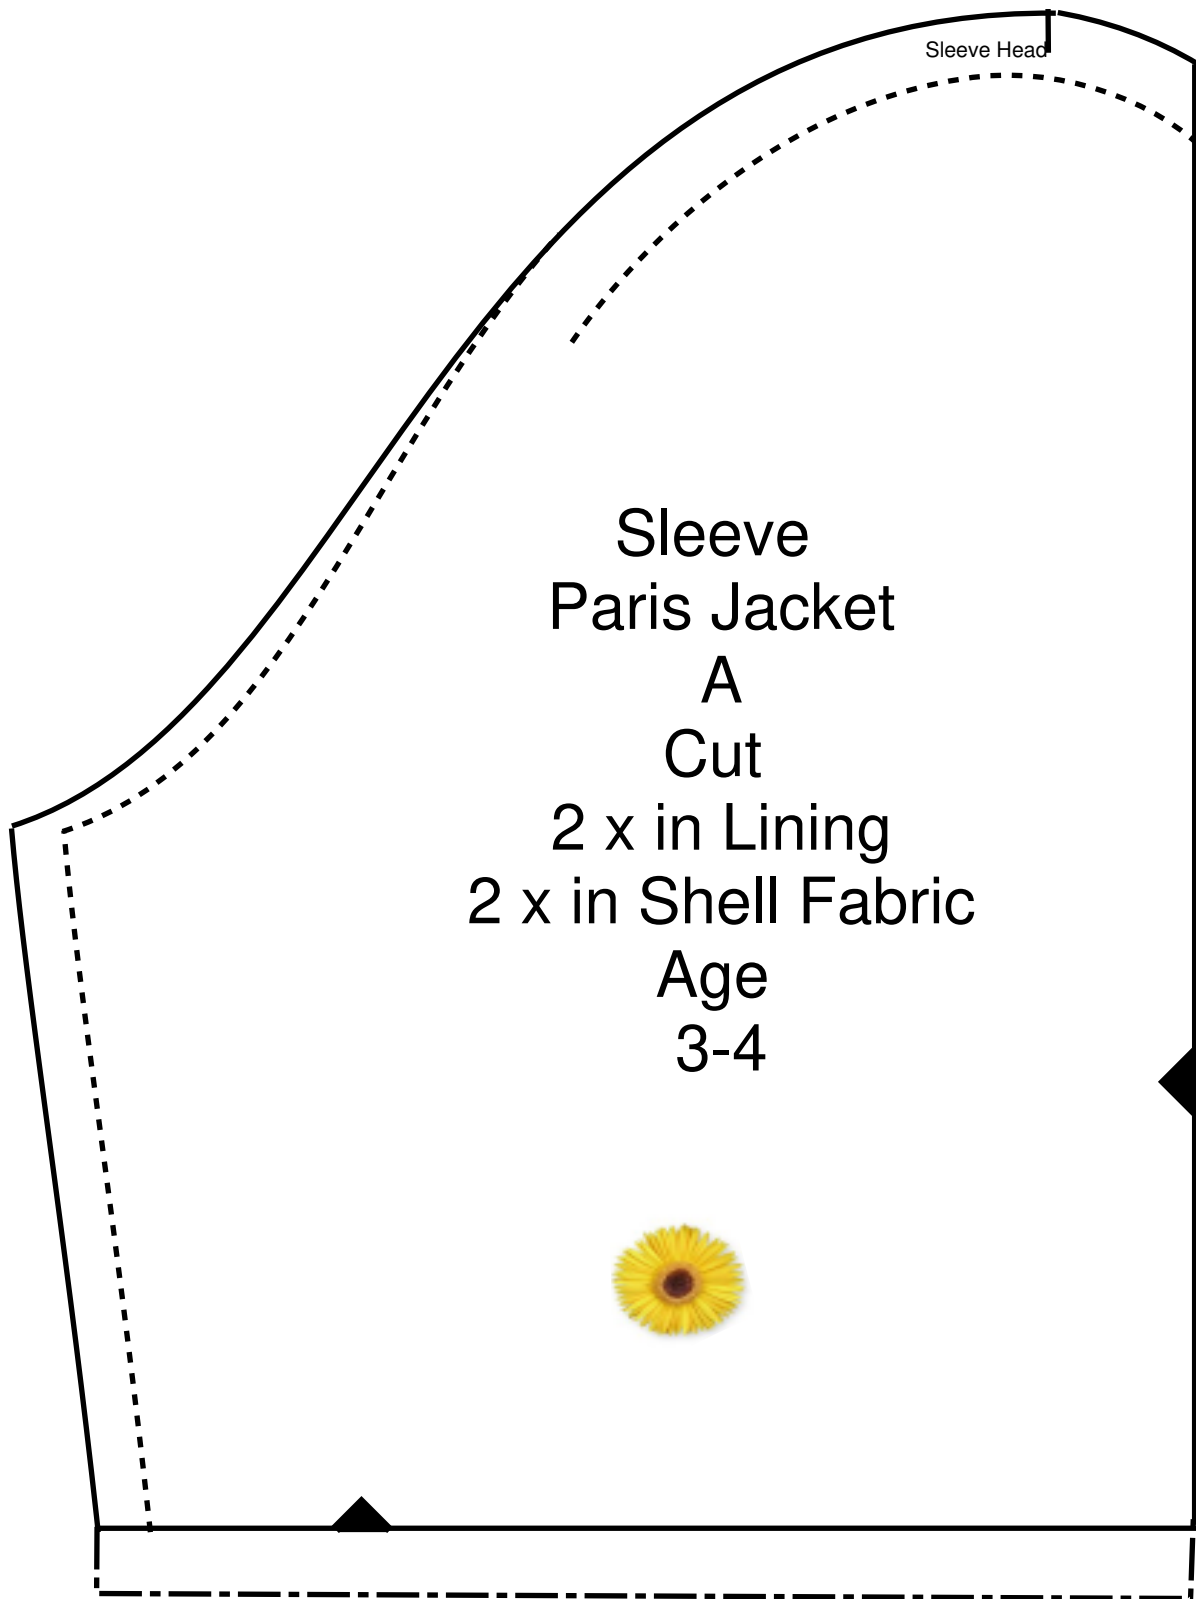 Sleeve Head
Sleeve
Paris Jacket
A
Cut
2 x in Lining
2 x in Shell Fabric
Age
3-4